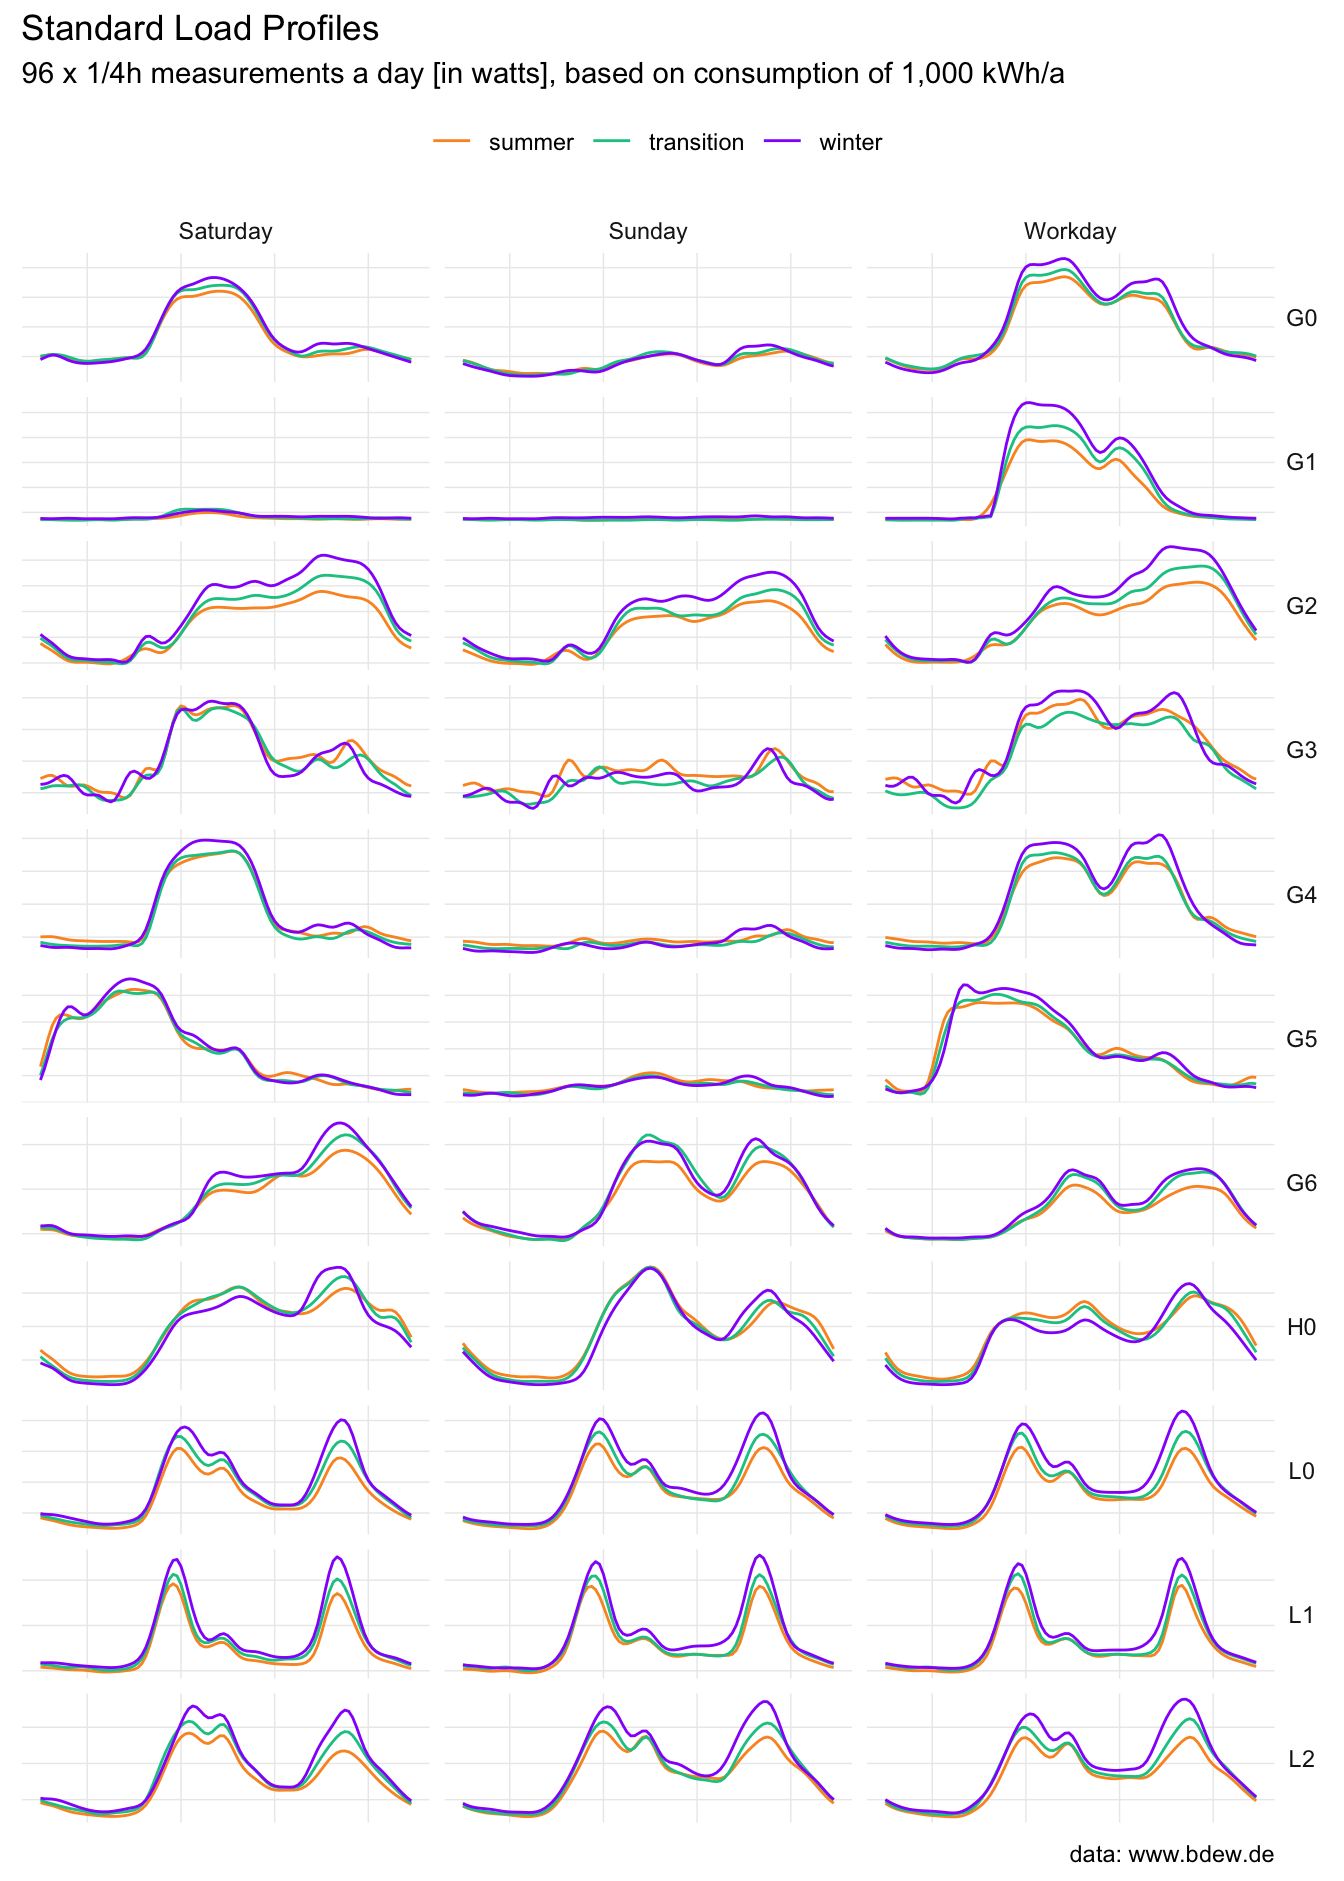 Standard Load Profiles
96 x 1/4h measurements a day [in watts], based on consumption of 1,000 kWh/a
summer transition winter
Saturday Sunday Workday
G0
G1
G2
G3
G4
G5
G6
H0
L0
L1
L2
data: www.bdew.de